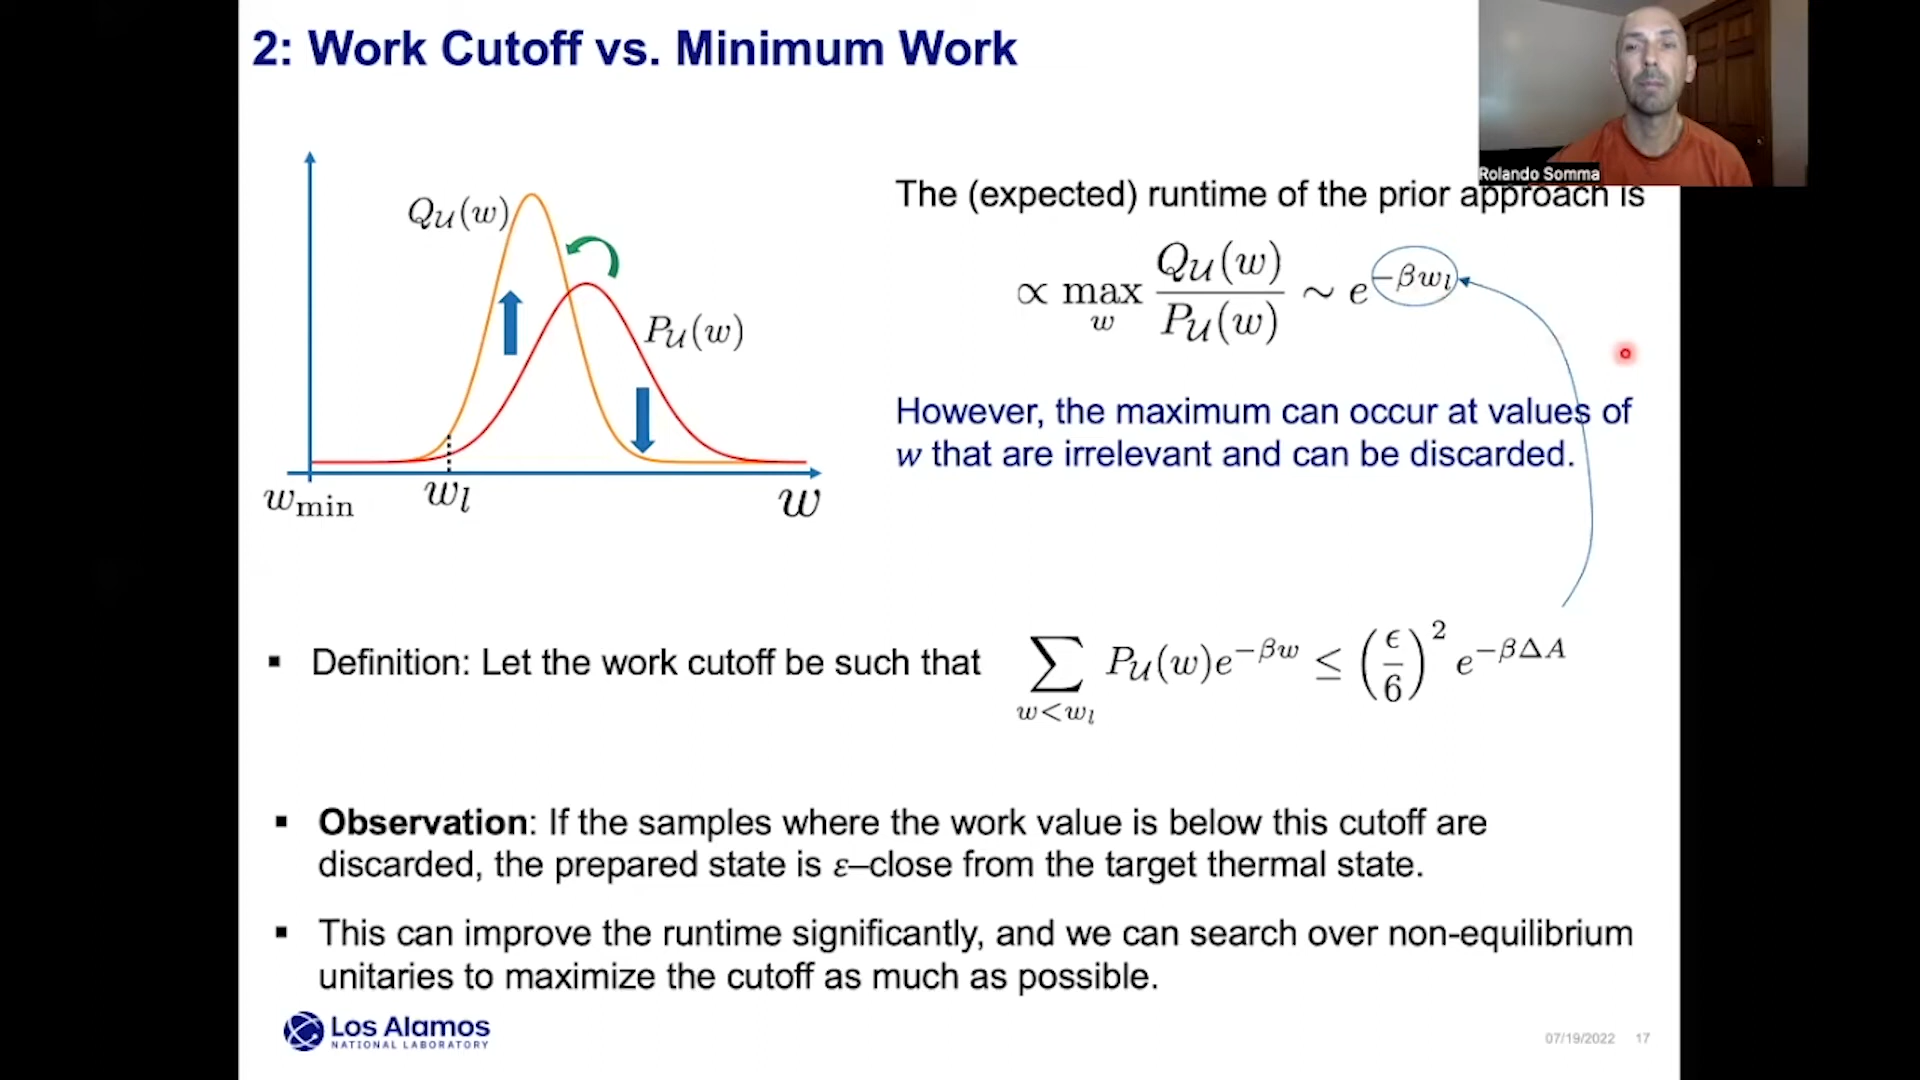 2: Work Cutoff vs. Minimum Work
Rolando Somma
Q_𝒰(w)
P_𝒰(w)
w_min
w_l
w
The (expected) runtime of the prior approach is
∝ max_w Q_𝒰(w) / P_𝒰(w) ~ e^{-βw_l}
However, the maximum can occur at values of
w that are irrelevant and can be discarded.
▪ Definition: Let the work cutoff be such that ∑_{w<w_l} P_𝒰(w)e^{-βw} ≤ (ϵ/6)^2 e^{-βΔA}
▪ Observation: If the samples where the work value is below this cutoff are
discarded, the prepared state is ε–close from the target thermal state.
▪ This can improve the runtime significantly, and we can search over non-equilibrium
unitaries to maximize the cutoff as much as possible.
Los Alamos
NATIONAL LABORATORY
07/19/2022 17